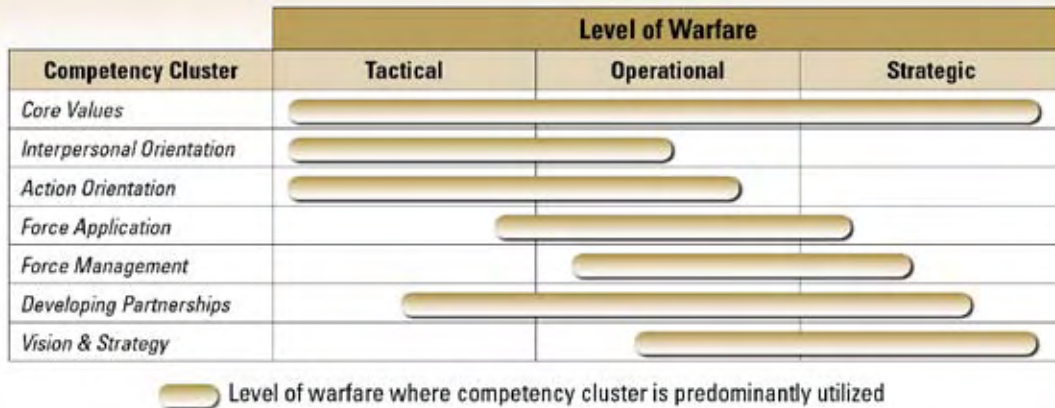 Level of Warfare
Competency Cluster Tactical Operational Strategic
Core Values
Interpersonal Orientation
Action Orientation
Force Application
Force Management
Developing Partnerships
Vision & Strategy
Level of warfare where competency cluster is predominantly utilized